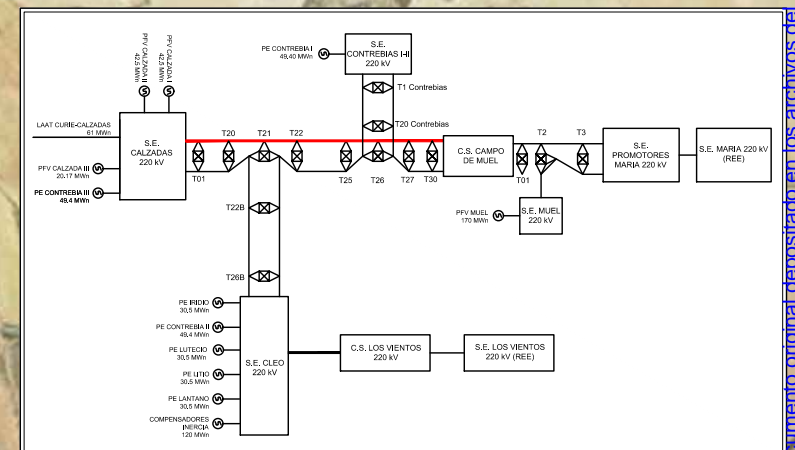 PFV CALZADA II
42,5 MWn
PFV CALZADA I
42,5 MWn
LAAT CURIE-CALZADAS
61 MWn
S.E.
CALZADAS
220 kV
PFV CALZADA III
20.17 MWn
PE CONTREBIA III
49,4 MWn
PE CONTREBIA I
49,40 MWn
S.E.
CONTREBIAS I-II
220 kV
T1 Contrebias
T20 Contrebias
T01
T20
T21
T22
T25
T26
T27
T30
C.S. CAMPO
DE MUEL
T01
T2
T3
S.E.
PROMOTORES
MARIA 220 kV
S.E. MARIA 220 kV
(REE)
PFV MUEL
170 MWn
S.E. MUEL
220 kV
T22B
T26B
PE IRIDIO
30,5 MWn
PE CONTREBIA II
49,4 MWn
PE LUTECIO
30,5 MWn
PE LITIO
30.5 MWn
PE LANTANO
30,5 MWn
COMPENSADORES
INERCIA
120 MWn
S.E. CLEO
220 kV
C.S. LOS VIENTOS
220 kV
S.E. LOS VIENTOS
220 kV (REE)
original depositado en los archivos del